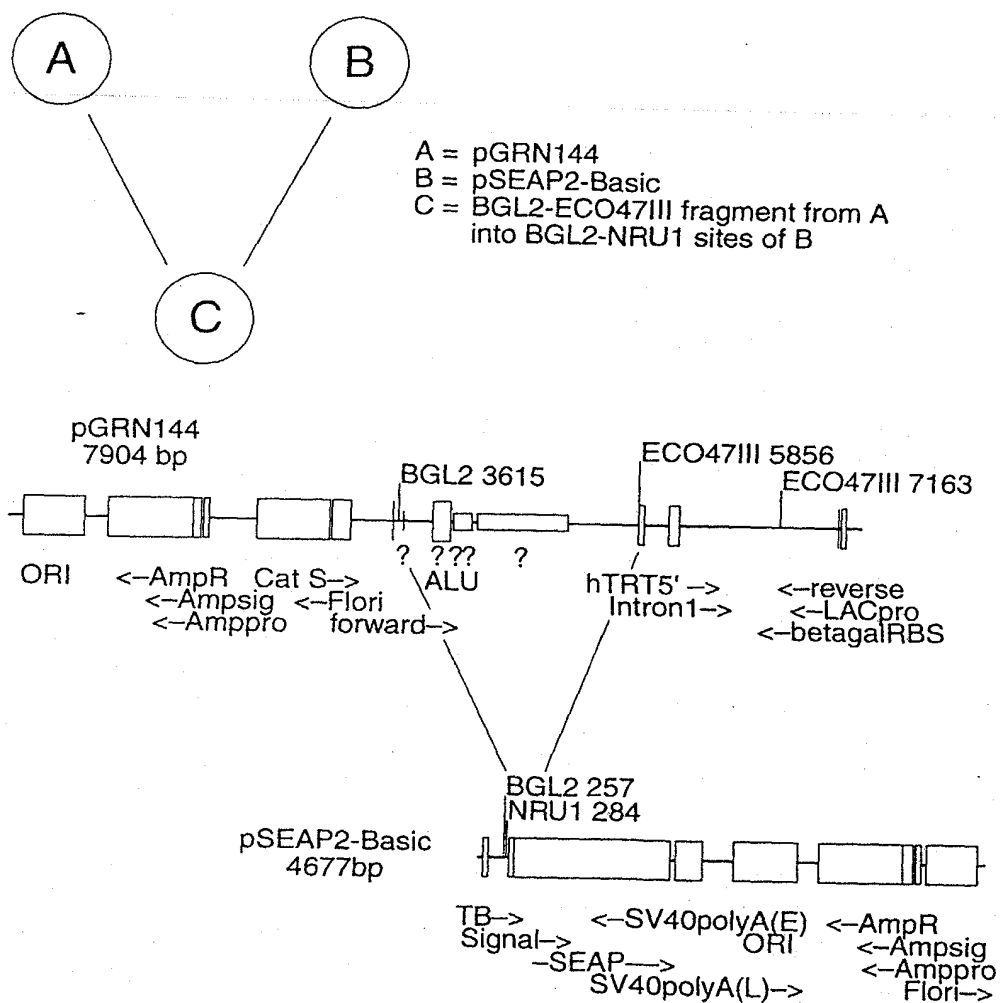 A
B
A = pGRN144
B = pSEAP2-Basic
C = BGL2-ECO47III fragment from A
into BGL2-NRU1 sites of B
C
pGRN144
7904 bp
ECO47III 5856
BGL2 3615
ECO47III 7163
? ? ?? ?
ORI
<–AmpR
Cat S–>
ALU
hTRT5' –>
<–reverse
<–Ampsig
<–Flori
Intron1–>
<–LACpro
<–Amppro
forward–>
<–betagalRBS
BGL2 257
NRU1 284
pSEAP2-Basic
4677bp
TB–>
<–SV40polyA(E)
<–AmpR
Signal–>
ORI
<–Ampsig
–SEAP—>
<–Amppro
SV40polyA(L)–>
Flori–>